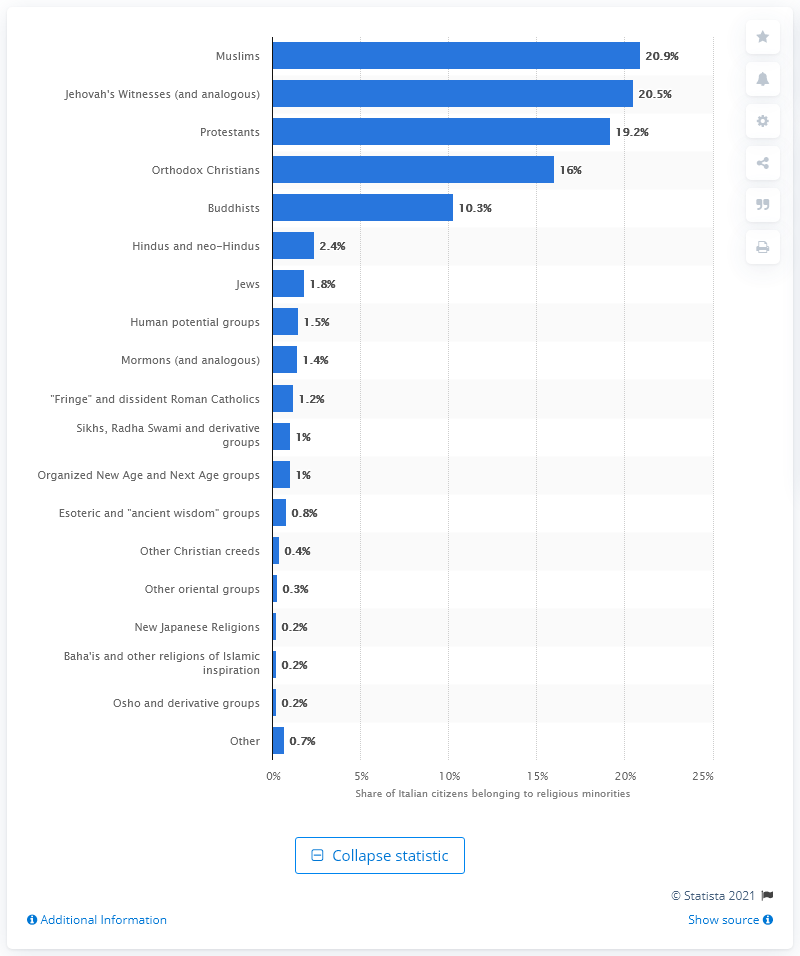 Muslims 20.9%
Jehovah's Witnesses (and analogous) 20.5%
Protestants 19.2%
Orthodox Christians 16%
Buddhists 10.3%
Hindus and neo-Hindus 2.4%
Jews 1.8%
Human potential groups 1.5%
Mormons (and analogous) 1.4%
"Fringe" and dissident Roman Catholics 1.2%
Sikhs, Radha Swami and derivative
groups 1%
Organized New Age and Next Age groups 1%
Esoteric and "ancient wisdom" groups 0.8%
Other Christian creeds 0.4%
Other oriental groups 0.3%
New Japanese Religions 0.2%
Baha'is and other religions of Islamic
inspiration 0.2%
Osho and derivative groups 0.2%
Other 0.7%
0% 5% 10% 15% 20% 25%
Share of Italian citizens belonging to religious minorities
Collapse statistic
© Statista 2021
Additional Information Show source